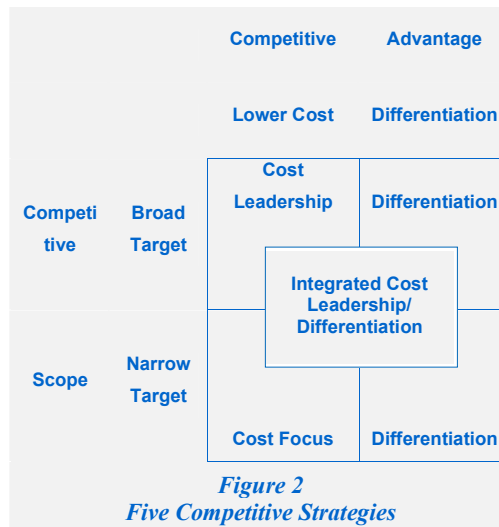 Competitive Advantage
Lower Cost Differentiation
Cost
Leadership Differentiation
Competi
tive
Broad
Target
Integrated Cost
Leadership/
Differentiation
Scope
Narrow
Target
Cost Focus Differentiation
Figure 2
Five Competitive Strategies